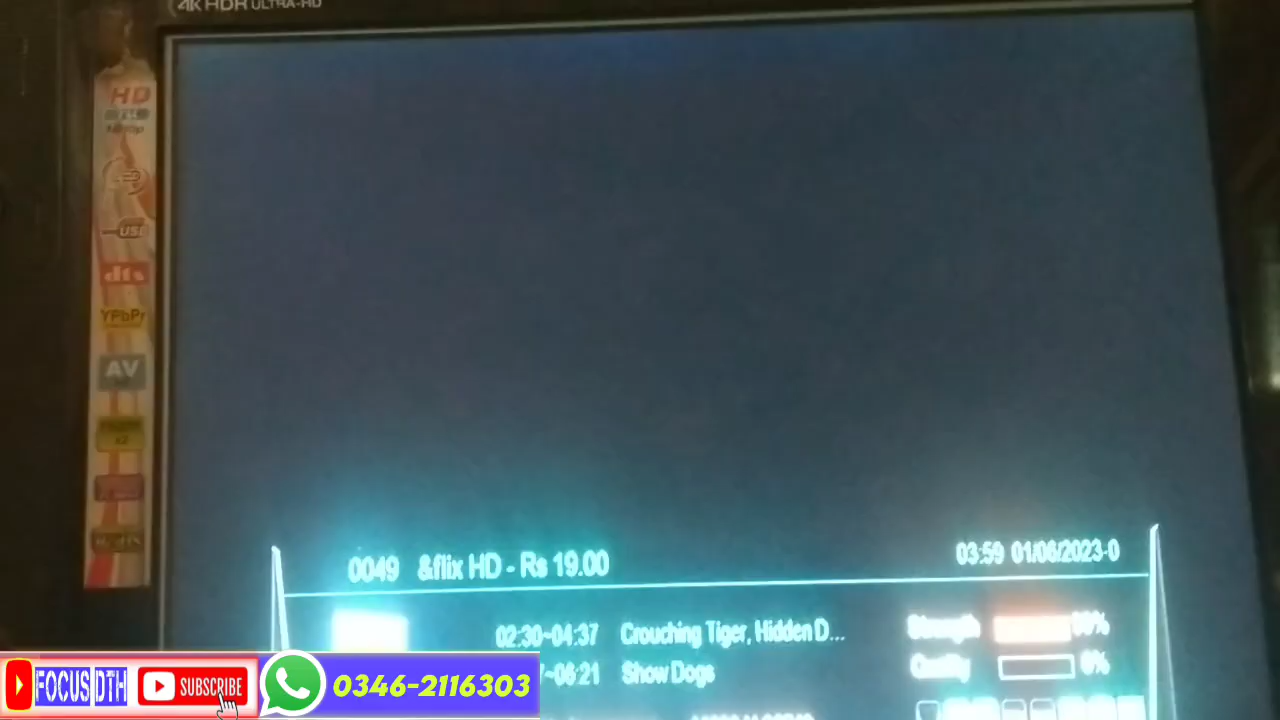 4K HDR ULTRA-HD
HD
USB
dts
YPbPr
AV
0049 &flix HD - Rs 19.00
03:59 01/06/2023-0
02:30~04:37 Crouching Tiger, Hidden D...
Strength
~06:21 Show Dogs
Quality 0%
FOCUS DTH
SUBSCRIBE
0346-2116303